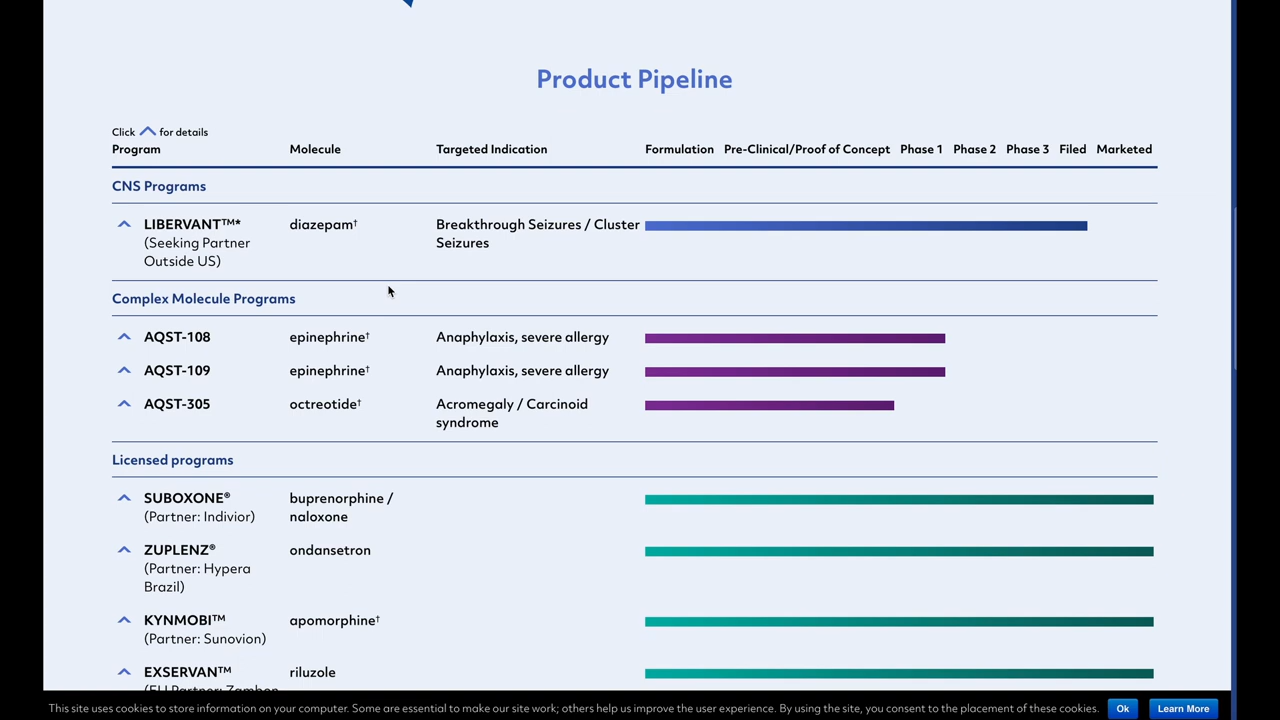 Product Pipeline
Click for details
Program Molecule Targeted Indication Formulation Pre-Clinical/Proof of Concept Phase 1 Phase 2 Phase 3 Filed Marketed
CNS Programs
LIBERVANT™* diazepam† Breakthrough Seizures / Cluster
(Seeking Partner Seizures
Outside US)
Complex Molecule Programs
AQST-108 epinephrine† Anaphylaxis, severe allergy
AQST-109 epinephrine† Anaphylaxis, severe allergy
AQST-305 octreotide† Acromegaly / Carcinoid
syndrome
Licensed programs
SUBOXONE® buprenorphine /
(Partner: Indivior) naloxone
ZUPLENZ® ondansetron
(Partner: Hypera
Brazil)
KYNMOBI™ apomorphine†
(Partner: Sunovion)
EXSERVAN™ riluzole
(EU Partner: Zambon
This site uses cookies to store information on your computer. Some are essential to make our site work; others help us improve the user experience. By using the site, you consent to the placement of these cookies. Ok Learn More